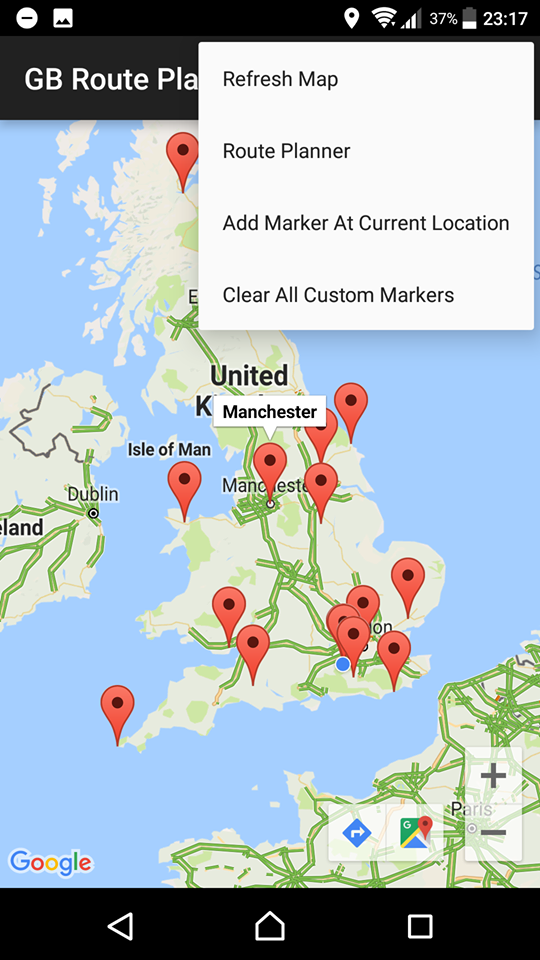 37%
23:17
GB Route Pla
Refresh Map
Route Planner
Add Marker At Current Location
Clear All Custom Markers
E
United
K
Manchester
Isle of Man
Mancheste
Dublin
eland
don
Paris
G
Google